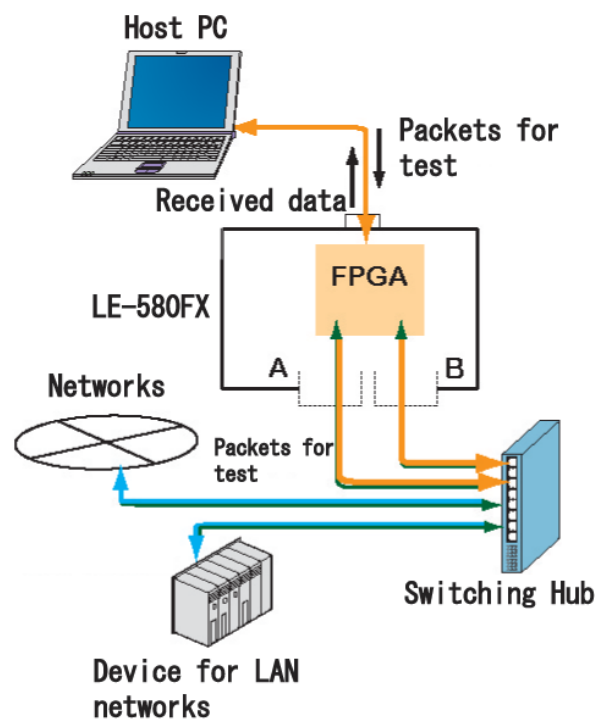 Host PC
Packets for
test
Received data
FPGA
LE-580FX
A
B
Networks
Packets for
test
Switching Hub
Device for LAN
networks